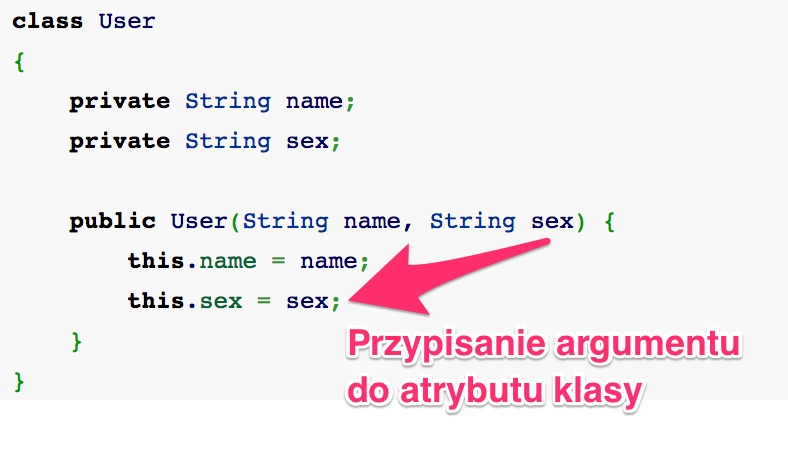 class User
{
    private String name;
    private String sex;

    public User(String name, String sex) {
        this.name = name;
        this.sex = sex;
    }
}
Przypisanie argumentu
do atrybutu klasy